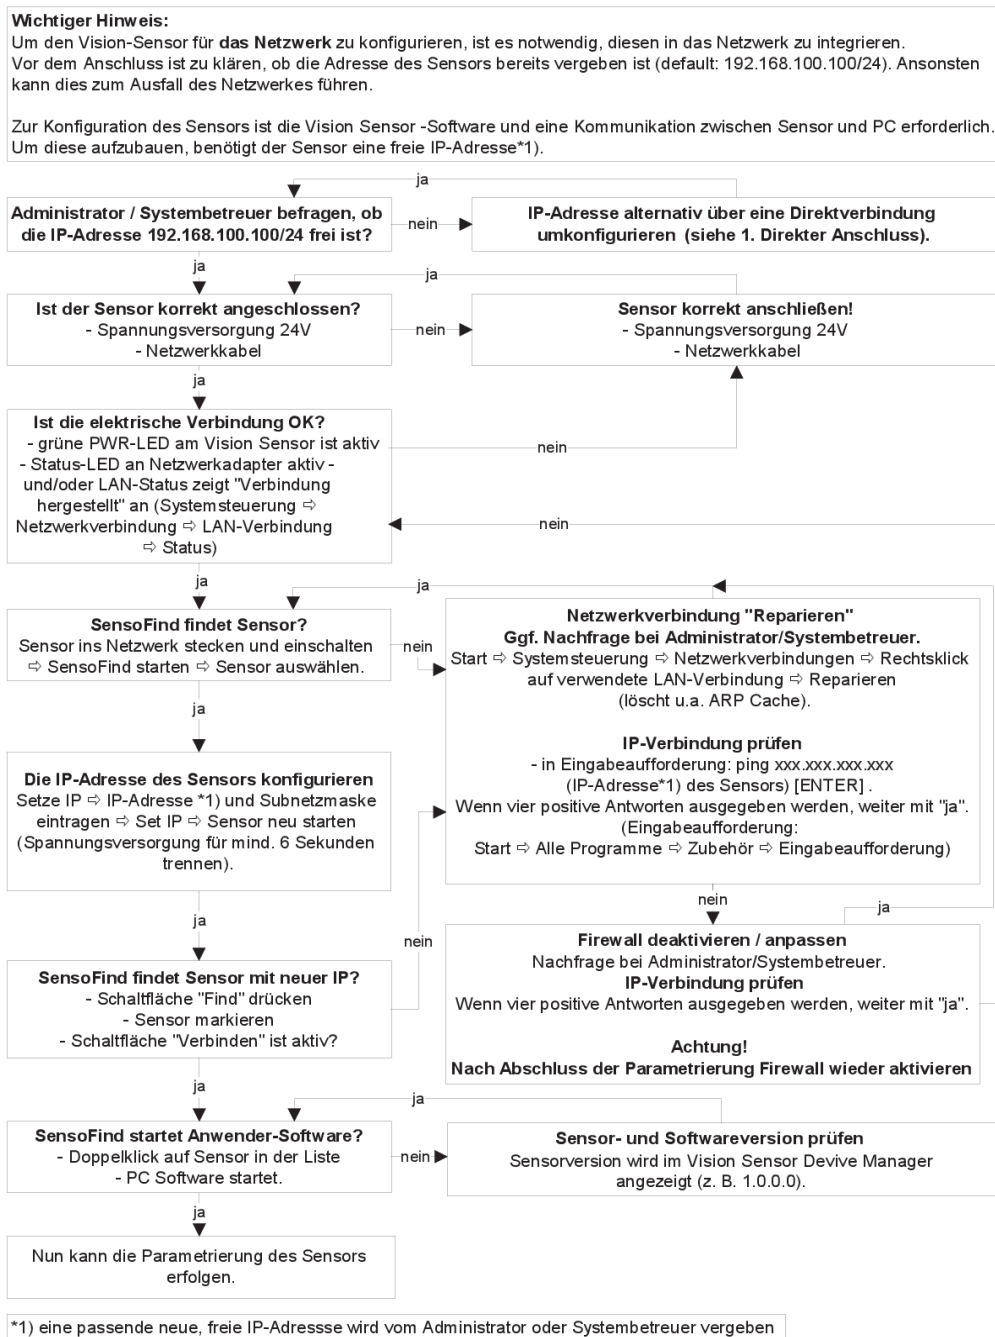 Wichtiger Hinweis:
Um den Vision-Sensor für das Netzwerk zu konfigurieren, ist es notwendig, diesen in das Netzwerk zu integrieren.
Vor dem Anschluss ist zu klären, ob die Adresse des Sensors bereits vergeben ist (default: 192.168.100.100/24). Ansonsten
kann dies zum Ausfall des Netzwerkes führen.
Zur Konfiguration des Sensors ist die Vision Sensor -Software und eine Kommunikation zwischen Sensor und PC erforderlich.
Um diese aufzubauen, benötigt der Sensor eine freie IP-Adresse*1).
ja
Administrator / Systembetreuer befragen, ob
die IP-Adresse 192.168.100.100/24 frei ist?
nein
IP-Adresse alternativ über eine Direktverbindung
umkonfigurieren (siehe 1. Direkter Anschluss).
ja
ja
Ist der Sensor korrekt angeschlossen?
- Spannungsversorgung 24V
- Netzwerkkabel
nein
Sensor korrekt anschließen!
- Spannungsversorgung 24V
- Netzwerkkabel
ja
Ist die elektrische Verbindung OK?
- grüne PWR-LED am Vision Sensor ist aktiv
- Status-LED an Netzwerkadapter aktiv -
und/oder LAN-Status zeigt "Verbindung
hergestellt" an (Systemsteuerung ⇨
Netzwerkverbindung ⇨ LAN-Verbindung
⇨ Status)
nein
nein
ja
ja
SensoFind findet Sensor?
Sensor ins Netzwerk stecken und einschalten
⇨ SensoFind starten ⇨ Sensor auswählen.
nein
Netzwerkverbindung "Reparieren"
Ggf. Nachfrage bei Administrator/Systembetreuer.
Start ⇨ Systemsteuerung ⇨ Netzwerkverbindungen ⇨ Rechtsklick
auf verwendete LAN-Verbindung ⇨ Reparieren
(löscht u.a. ARP Cache).
IP-Verbindung prüfen
- in Eingabeaufforderung: ping xxx.xxx.xxx.xxx
(IP-Adresse*1) des Sensors) [ENTER] .
Wenn vier positive Antworten ausgegeben werden, weiter mit "ja".
(Eingabeaufforderung:
Start ⇨ Alle Programme ⇨ Zubehör ⇨ Eingabeaufforderung)
ja
Die IP-Adresse des Sensors konfigurieren
Setze IP ⇨ IP-Adresse *1) und Subnetzmaske
eintragen ⇨ Set IP ⇨ Sensor neu starten
(Spannungsversorgung für mind. 6 Sekunden
trennen).
nein
ja
ja
nein
Firewall deaktivieren / anpassen
Nachfrage bei Administrator/Systembetreuer.
IP-Verbindung prüfen
Wenn vier positive Antworten ausgegeben werden, weiter mit "ja".
Achtung!
Nach Abschluss der Parametrierung Firewall wieder aktivieren
SensoFind findet Sensor mit neuer IP?
- Schaltfläche "Find" drücken
- Sensor markieren
- Schaltfläche "Verbinden" ist aktiv?
ja
ja
SensoFind startet Anwender-Software?
- Doppelklick auf Sensor in der Liste
- PC Software startet.
nein
Sensor- und Softwareversion prüfen
Sensorversion wird im Vision Sensor Devive Manager
angezeigt (z. B. 1.0.0.0).
ja
Nun kann die Parametrierung des Sensors
erfolgen.
*1) eine passende neue, freie IP-Adressse wird vom Administrator oder Systembetreuer vergeben